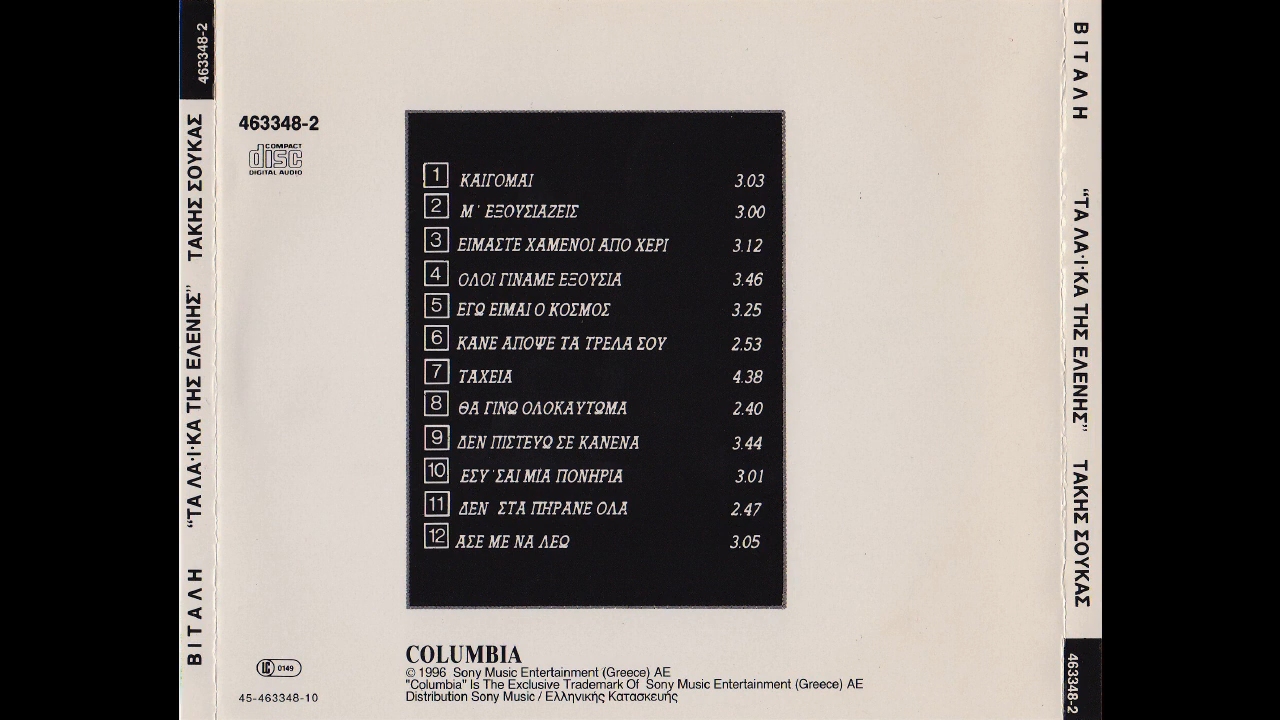 463348-2
ΒΙΤΑΛΗ "ΤΑ ΛΑ·Ι·ΚΑ ΤΗΣ ΕΛΕΝΗΣ" ΤΑΚΗΣ ΣΟΥΚΑΣ
463348-2
COMPACT
disc
DIGITAL AUDIO
1 ΚΑΙΓΟΜΑΙ 3.03
2 Μ' ΕΞΟΥΣΙΑΖΕΙΣ 3.00
3 ΕΙΜΑΣΤΕ ΧΑΜΕΝΟΙ ΑΠΟ ΧΕΡΙ 3.12
4 ΟΛΟΙ ΓΙΝΑΜΕ ΕΞΟΥΣΙΑ 3.46
5 ΕΓΩ ΕΙΜΑΙ Ο ΚΟΣΜΟΣ 3.25
6 ΚΑΝΕ ΑΠΟΨΕ ΤΑ ΤΡΕΛΑ ΣΟΥ 2.53
7 ΤΑΧΕΙΑ 4.38
8 ΘΑ ΓΙΝΩ ΟΛΟΚΑΥΤΩΜΑ 2.40
9 ΔΕΝ ΠΙΣΤΕΥΩ ΣΕ ΚΑΝΕΝΑ 3.44
10 ΕΣΥ 'ΣΑΙ ΜΙΑ ΠΟΝΗΡΙΑ 3.01
11 ΔΕΝ ΣΤΑ ΠΗΡΑΝΕ ΟΛΑ 2.47
12 ΑΣΕ ΜΕ ΝΑ ΛΕΩ 3.05
COLUMBIA
© 1996 Sony Music Entertainment (Greece) AE
"Columbia" Is The Exclusive Trademark Of Sony Music Entertainment (Greece) AE
Distribution Sony Music / Ελληνικής Κατασκευής
LC 0149
45-463348-10
ΒΙΤΑΛΗ "ΤΑ ΛΑ·Ι·ΚΑ ΤΗΣ ΕΛΕΝΗΣ" ΤΑΚΗΣ ΣΟΥΚΑΣ
463348-2